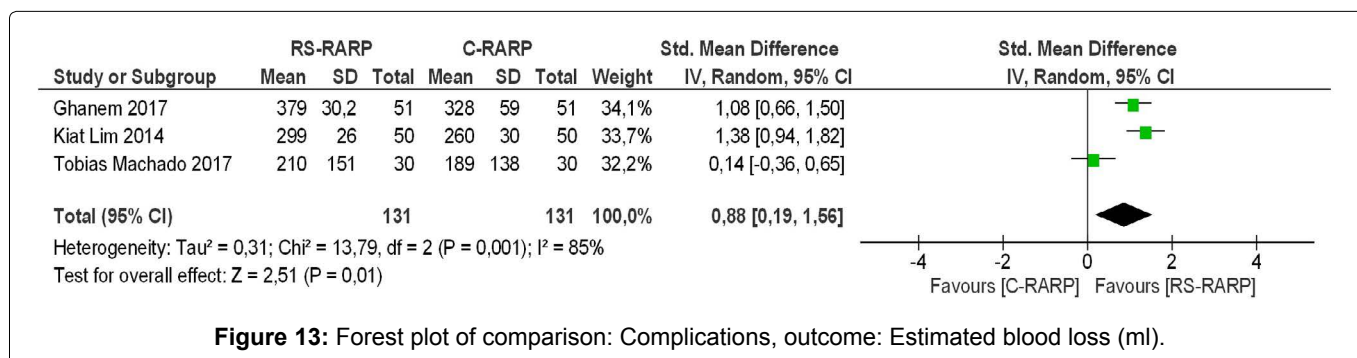 RS-RARP C-RARP Std. Mean Difference Std. Mean Difference
Study or Subgroup Mean SD Total Mean SD Total Weight IV, Random, 95% CI IV, Random, 95% CI
Ghanem 2017 379 30,2 51 328 59 51 34,1% 1,08 [0,66, 1,50]
Kiat Lim 2014 299 26 50 260 30 50 33,7% 1,38 [0,94, 1,82]
Tobias Machado 2017 210 151 30 189 138 30 32,2% 0,14 [-0,36, 0,65]
Total (95% CI) 131 131 100,0% 0,88 [0,19, 1,56]
Heterogeneity: Tau² = 0,31; Chi² = 13,79, df = 2 (P = 0,001); I² = 85%
Test for overall effect: Z = 2,51 (P = 0,01)
-4 -2 0 2 4
Favours [C-RARP] Favours [RS-RARP]
Figure 13: Forest plot of comparison: Complications, outcome: Estimated blood loss (ml).